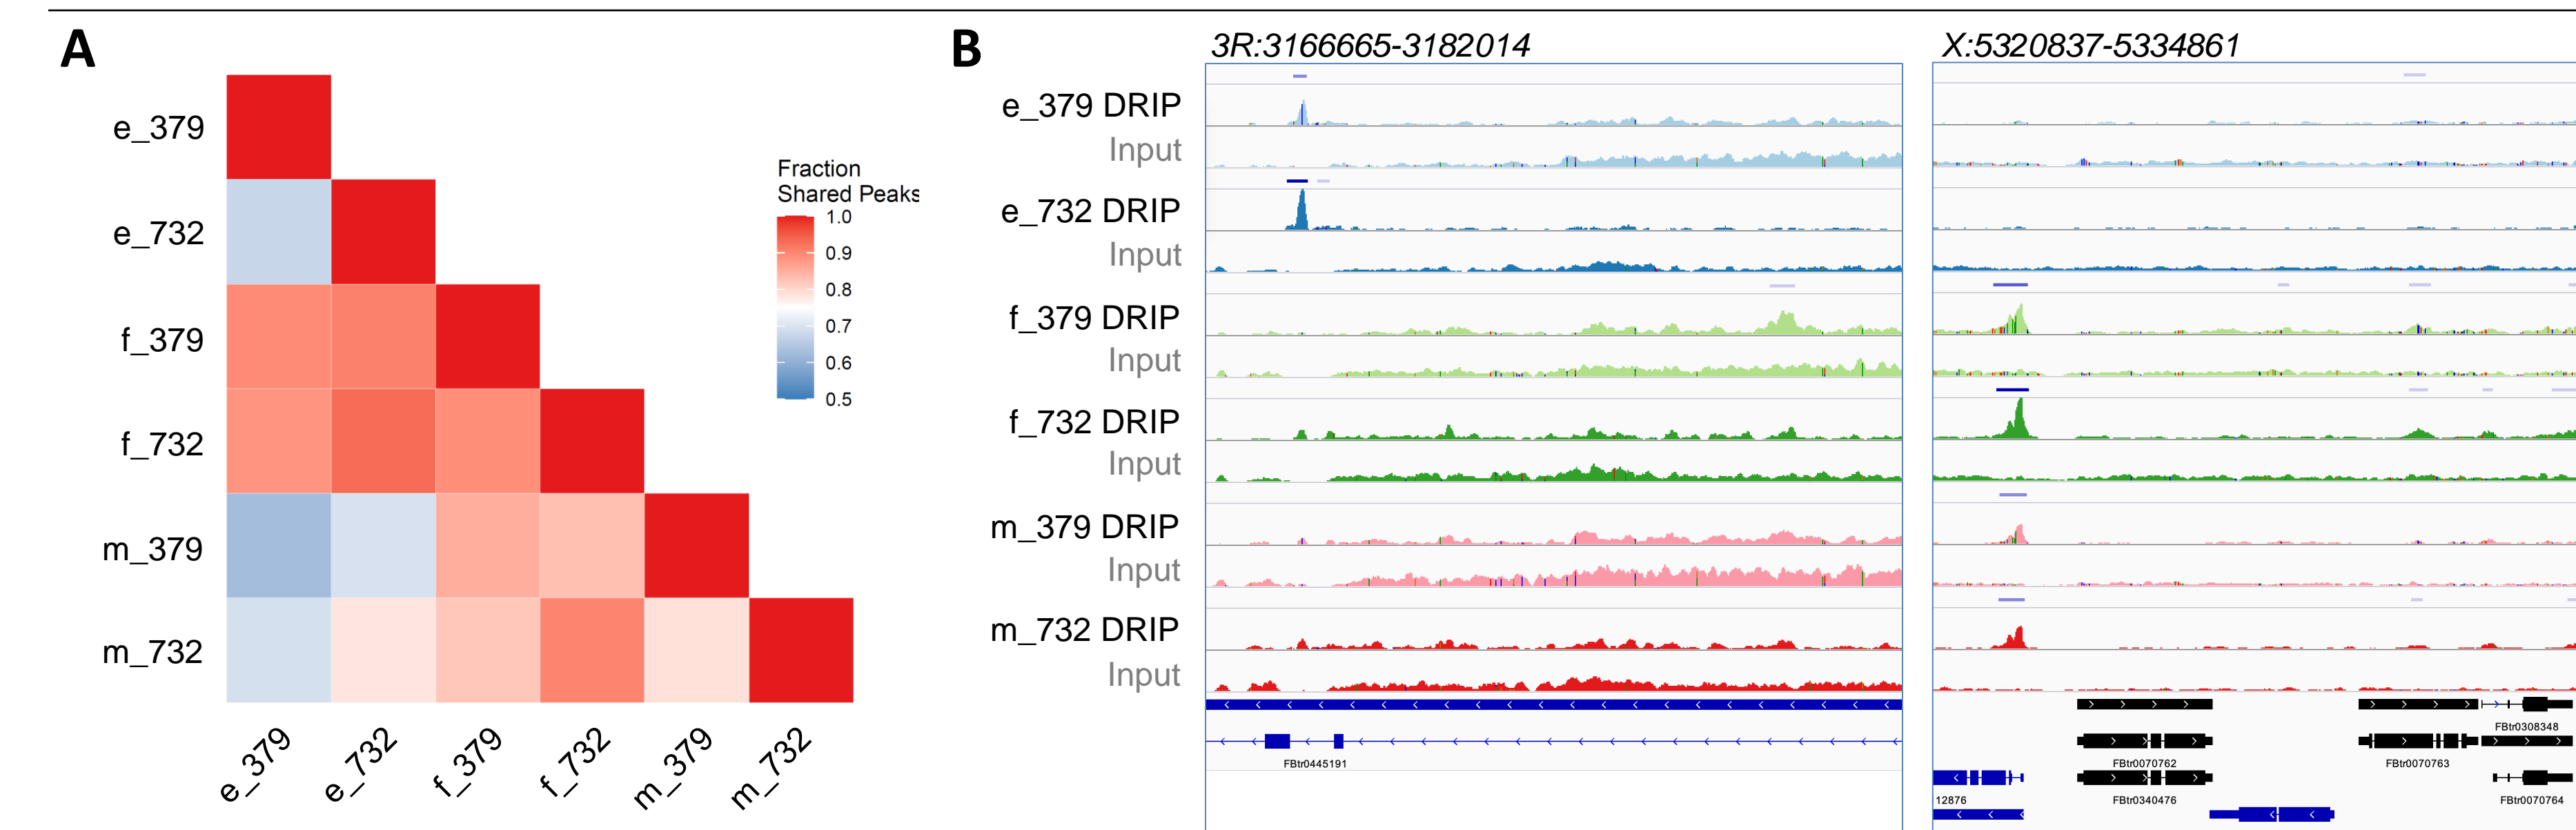 A
e_379
e_732
f_379
f_732
m_379
m_732
e_379
e_732
f_379
f_732
m_379
m_732
Fraction
Shared Peaks
1.0
0.9
0.8
0.7
0.6
0.5
B
3R:3166665-3182014
X:5320837-5334861
e_379 DRIP
Input
e_732 DRIP
Input
f_379 DRIP
Input
f_732 DRIP
Input
m_379 DRIP
Input
m_732 DRIP
Input
FBtr0445191
FBtr0308348
FBtr0070762
FBtr0070763
12876
FBtr0340476
FBtr0070764